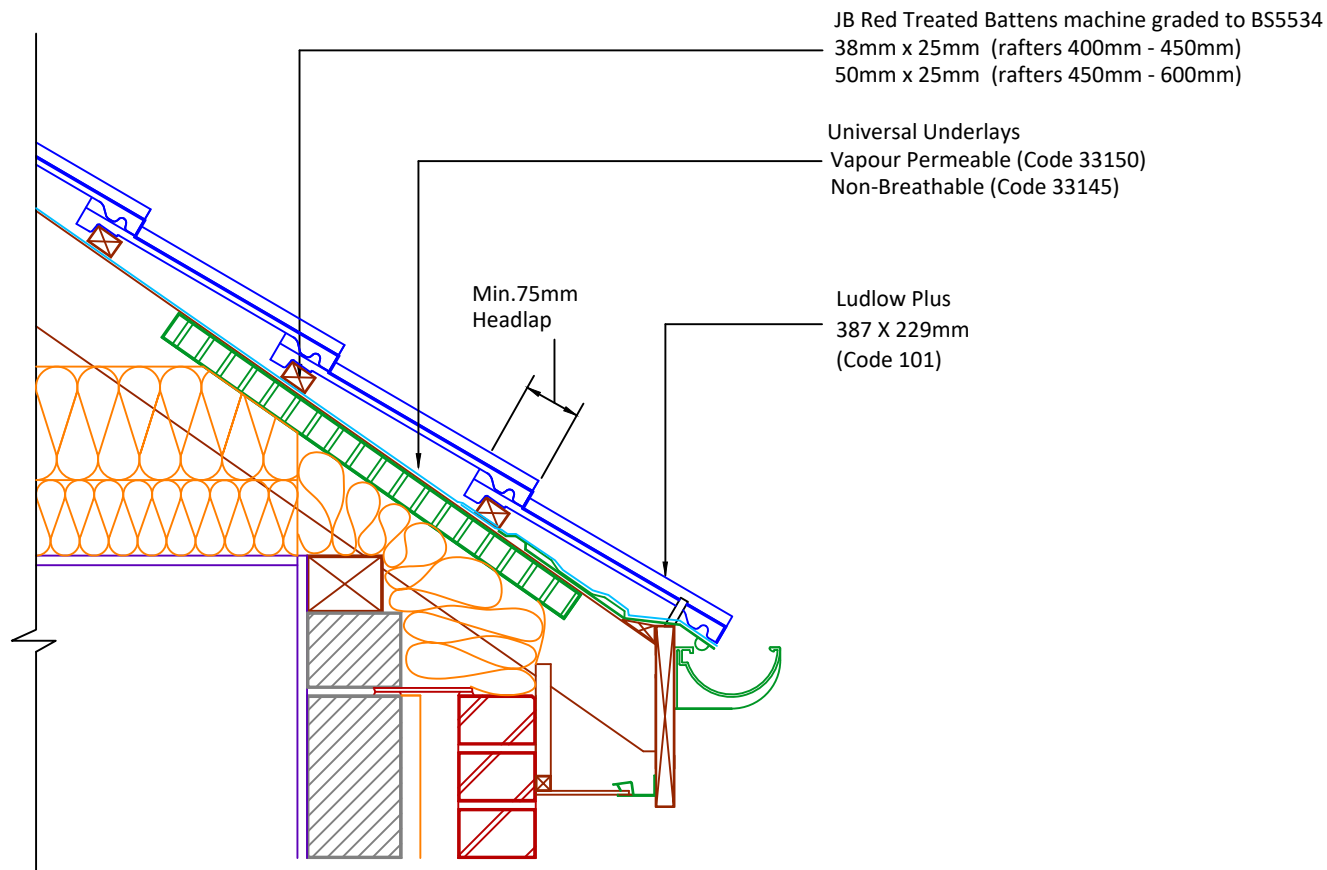 JB Red Treated Battens machine graded to BS5534
38mm x 25mm (rafters 400mm - 450mm)
50mm x 25mm (rafters 450mm - 600mm)
Universal Underlays
Vapour Permeable (Code 33150)
Non-Breathable (Code 33145)
Min.75mm
Headlap
Ludlow Plus
387 X 229mm
(Code 101)